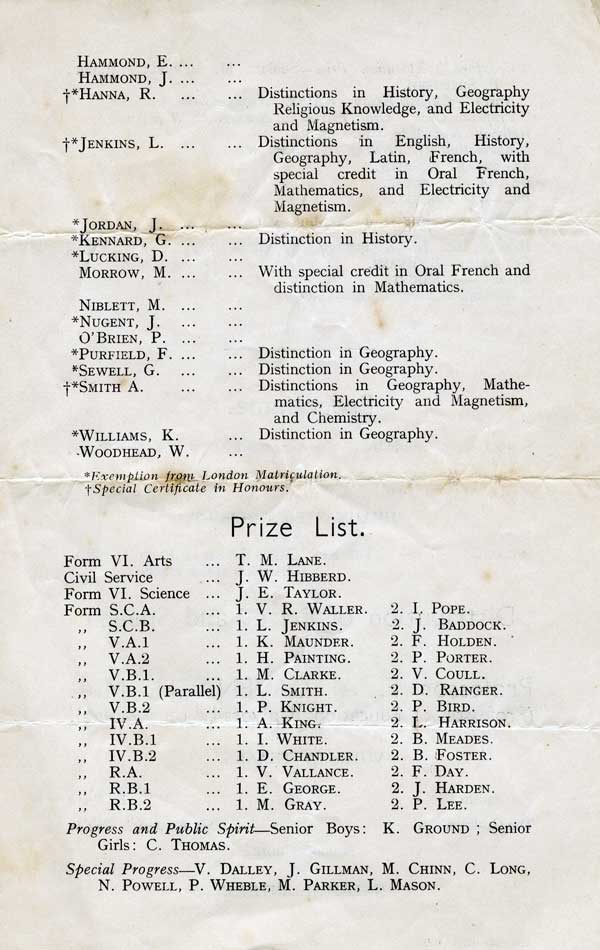 HAMMOND, E. ... ...
HAMMOND, J. ... ...
†*HANNA, R. ... ... Distinctions in History, Geography
Religious Knowledge, and Electricity
and Magnetism.
†*JENKINS, L. ... ... Distinctions in English, History,
Geography, Latin, French, with
special credit in Oral French,
Mathematics, and Electricity and
Magnetism.
*JORDAN, J. ... ...
*KENNARD, G. ... ... Distinction in History.
*LUCKING, D. ... ...
MORROW, M. ... ... With special credit in Oral French and
distinction in Mathematics.
NIBLETT, M. ... ...
*NUGENT, J. ... ...
O'BRIEN, P. ... ...
*PURFIELD, F. ... ... Distinction in Geography.
*SEWELL, G. ... ... Distinction in Geography.
†*SMITH A. ... ... Distinctions in Geography, Mathe-
matics, Electricity and Magnetism,
and Chemistry.
*WILLIAMS, K. ... Distinction in Geography.
WOODHEAD, W. ...
*Exemption from London Matriculation.
†Special Certificate in Honours.
Prize List.
Form VI. Arts ... T. M. LANE.
Civil Service ... J. W. HIBBERD.
Form VI. Science ... J. E. TAYLOR.
Form S.C.A. ... 1. V. R. WALLER. 2. I. POPE.
,, S.C.B. ... 1. L. JENKINS. 2. J. BADDOCK.
,, V.A.1 ... 1. K. MAUNDER. 2. F. HOLDEN.
,, V.A.2 ... 1. H. PAINTING. 2. P. PORTER.
,, V.B.1. ... 1. M. CLARKE. 2. V. COULL.
,, V.B.1 (Parallel) 1. L. SMITH. 2. D. RAINGER.
,, V.B.2 ... 1. P. KNIGHT. 2. P. BIRD.
,, IV.A. ... 1. A. KING. 2. L. HARRISON.
,, IV.B.1 ... 1. I. WHITE. 2. B. MEADES.
,, IV.B.2 ... 1. D. CHANDLER. 2. B. FOSTER.
,, R.A. ... 1. V. VALLANCE. 2. F. DAY.
,, R.B.1 ... 1. E. GEORGE. 2. J. HARDEN.
,, R.B.2 ... 1. M. GRAY. 2. P. LEE.
Progress and Public Spirit—Senior Boys: K. GROUND ; Senior
Girls: C. THOMAS.
Special Progress—V. DALLEY, J. GILLMAN, M. CHINN, C. LONG,
N. POWELL, P. WHEBLE, M. PARKER, L. MASON.